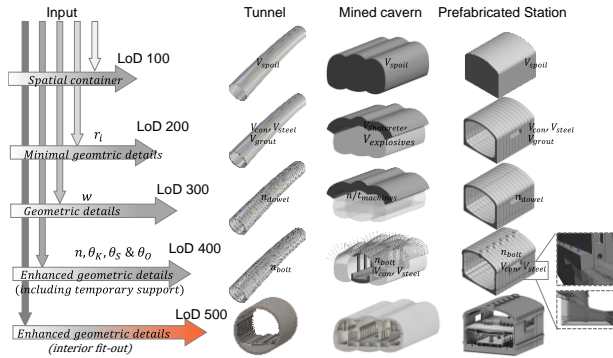 Input
Tunnel
Mined cavern
Prefabricated Station
LoD 100
Spatial container
V_spoil
V_spoil
V_spoil
r_i
LoD 200
Minimal geomtric details
V_con, V_steel
V_grout
V_shotcrete, V_explosives
V_con, V_steel
V_grout
w
LoD 300
Geometric details
n_dowel
n/t_machines
n_dowel
n, θ_K, θ_S & θ_O
LoD 400
Enhanced geometric details
(including temporary support)
n_bolt
n_bolt
V_con, V_steel
n_bolt
V_con, V_steel
LoD 500
Enhanced geometric details
(interior fit-out)